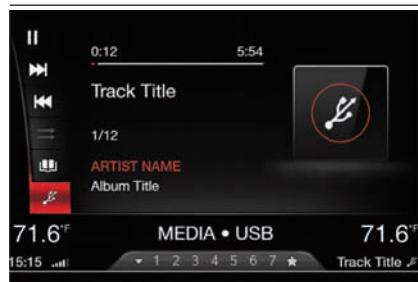 0:12 5:54
Track Title
1/12
ARTIST NAME
Album Title
71.6°F MEDIA • USB 71.6°F
15:15 1 2 3 4 5 6 7 Track Title